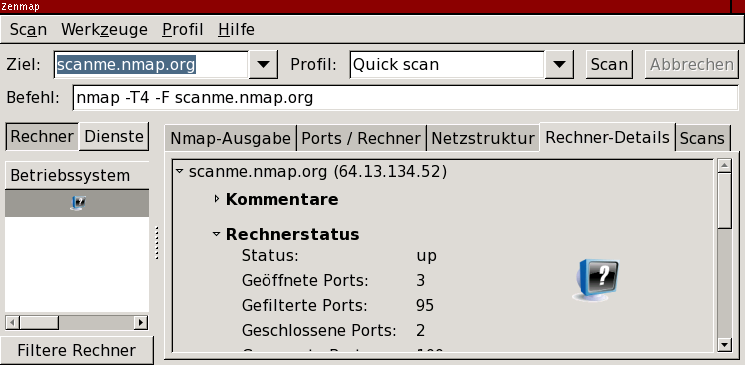 Zenmap
Scan Werkzeuge Profil Hilfe
Ziel: scanme.nmap.org Profil: Quick scan Scan Abbrechen
Befehl: nmap -T4 -F scanme.nmap.org
Rechner Dienste
Nmap-Ausgabe Ports / Rechner Netzstruktur Rechner-Details Scans
Betriebssystem
scanme.nmap.org (64.13.134.52)
Kommentare
Rechnerstatus
Status: up
Geöffnete Ports: 3
Gefilterte Ports: 95
Geschlossene Ports: 2
Filtere Rechner